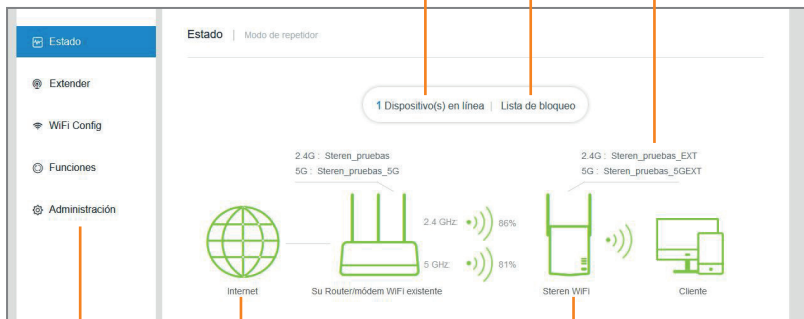 Estado
Extender
WiFi Config
Funciones
Administración
Estado | Modo de repetidor
1 Dispositivo(s) en línea | Lista de bloqueo
2.4G : Steren_pruebas
5G : Steren_pruebas_5G
2.4G : Steren_pruebas_EXT
5G : Steren_pruebas_5GEXT
2.4 GHz: 86%
5 GHz: 81%
Internet
Su Router/módem WiFi existente
Steren WiFi
Cliente